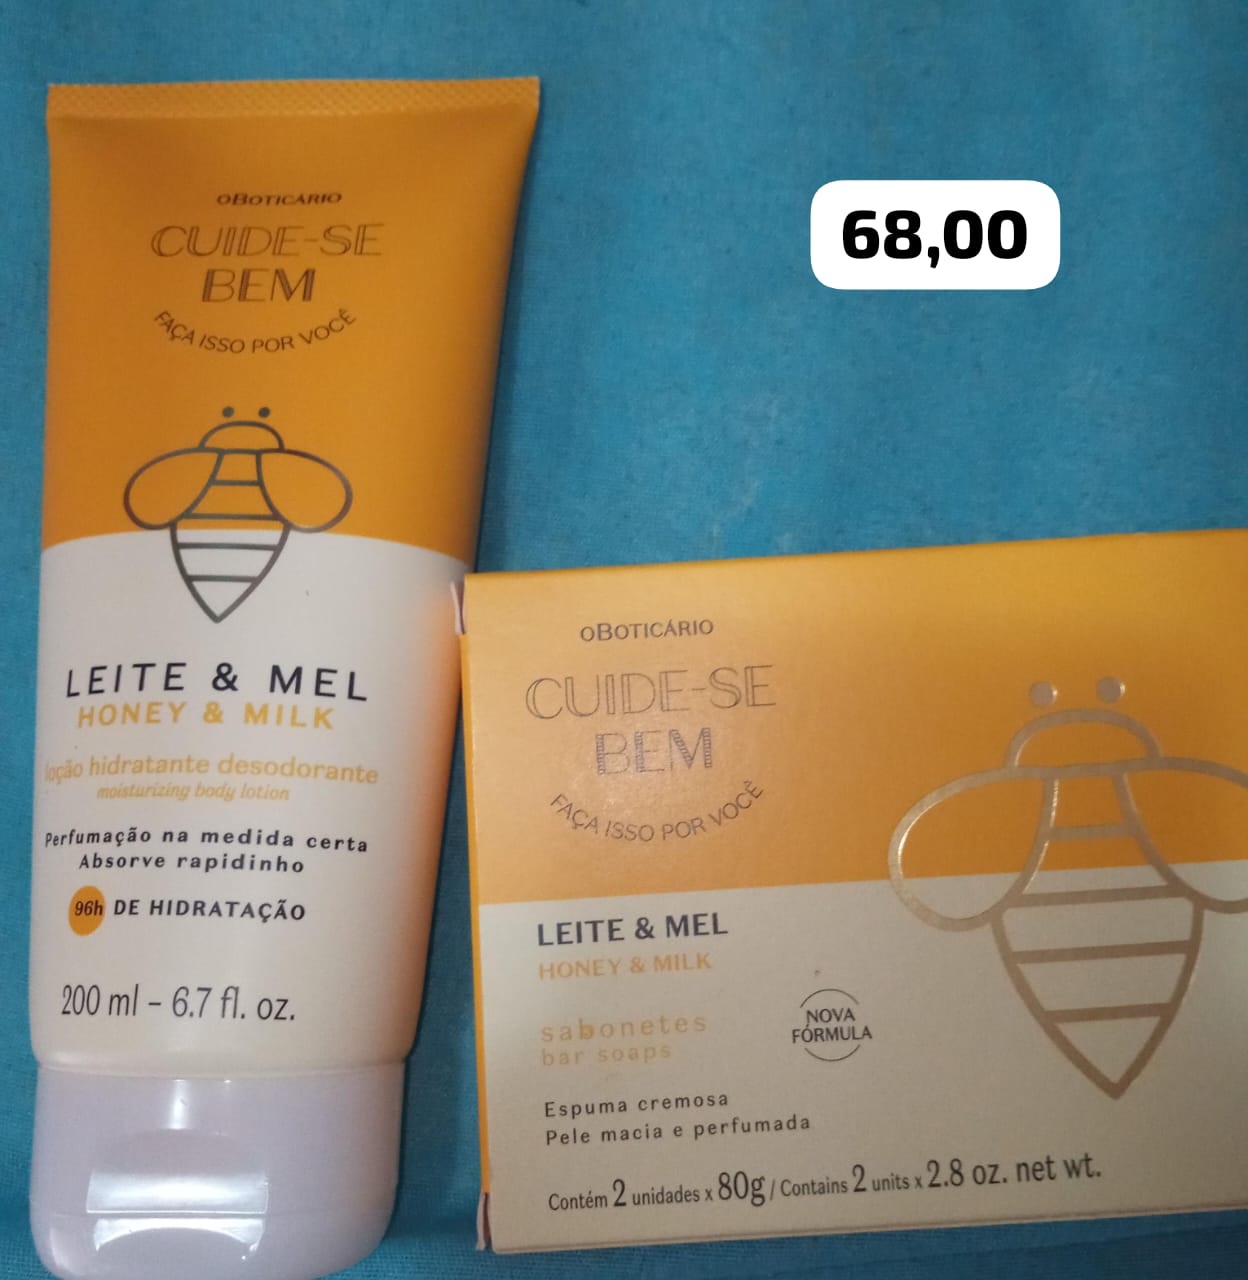 oBOTICÁRIO
CUIDE-SE
BEM
FAÇA ISSO POR VOCÊ
LEITE & MEL
HONEY & MILK
loção hidratante desodorante
moisturizing body lotion
Perfumação na medida certa
Absorve rapidinho
96h DE HIDRATAÇÃO
200 ml – 6.7 fl. oz.
68,00
oBOTICÁRIO
CUIDE-SE
BEM
FAÇA ISSO POR VOCÊ
LEITE & MEL
HONEY & MILK
sabonetes
bar soaps
NOVA
FÓRMULA
Espuma cremosa
Pele macia e perfumada
Contém 2 unidades x 80g / Contains 2 units x 2.8 oz. net wt.